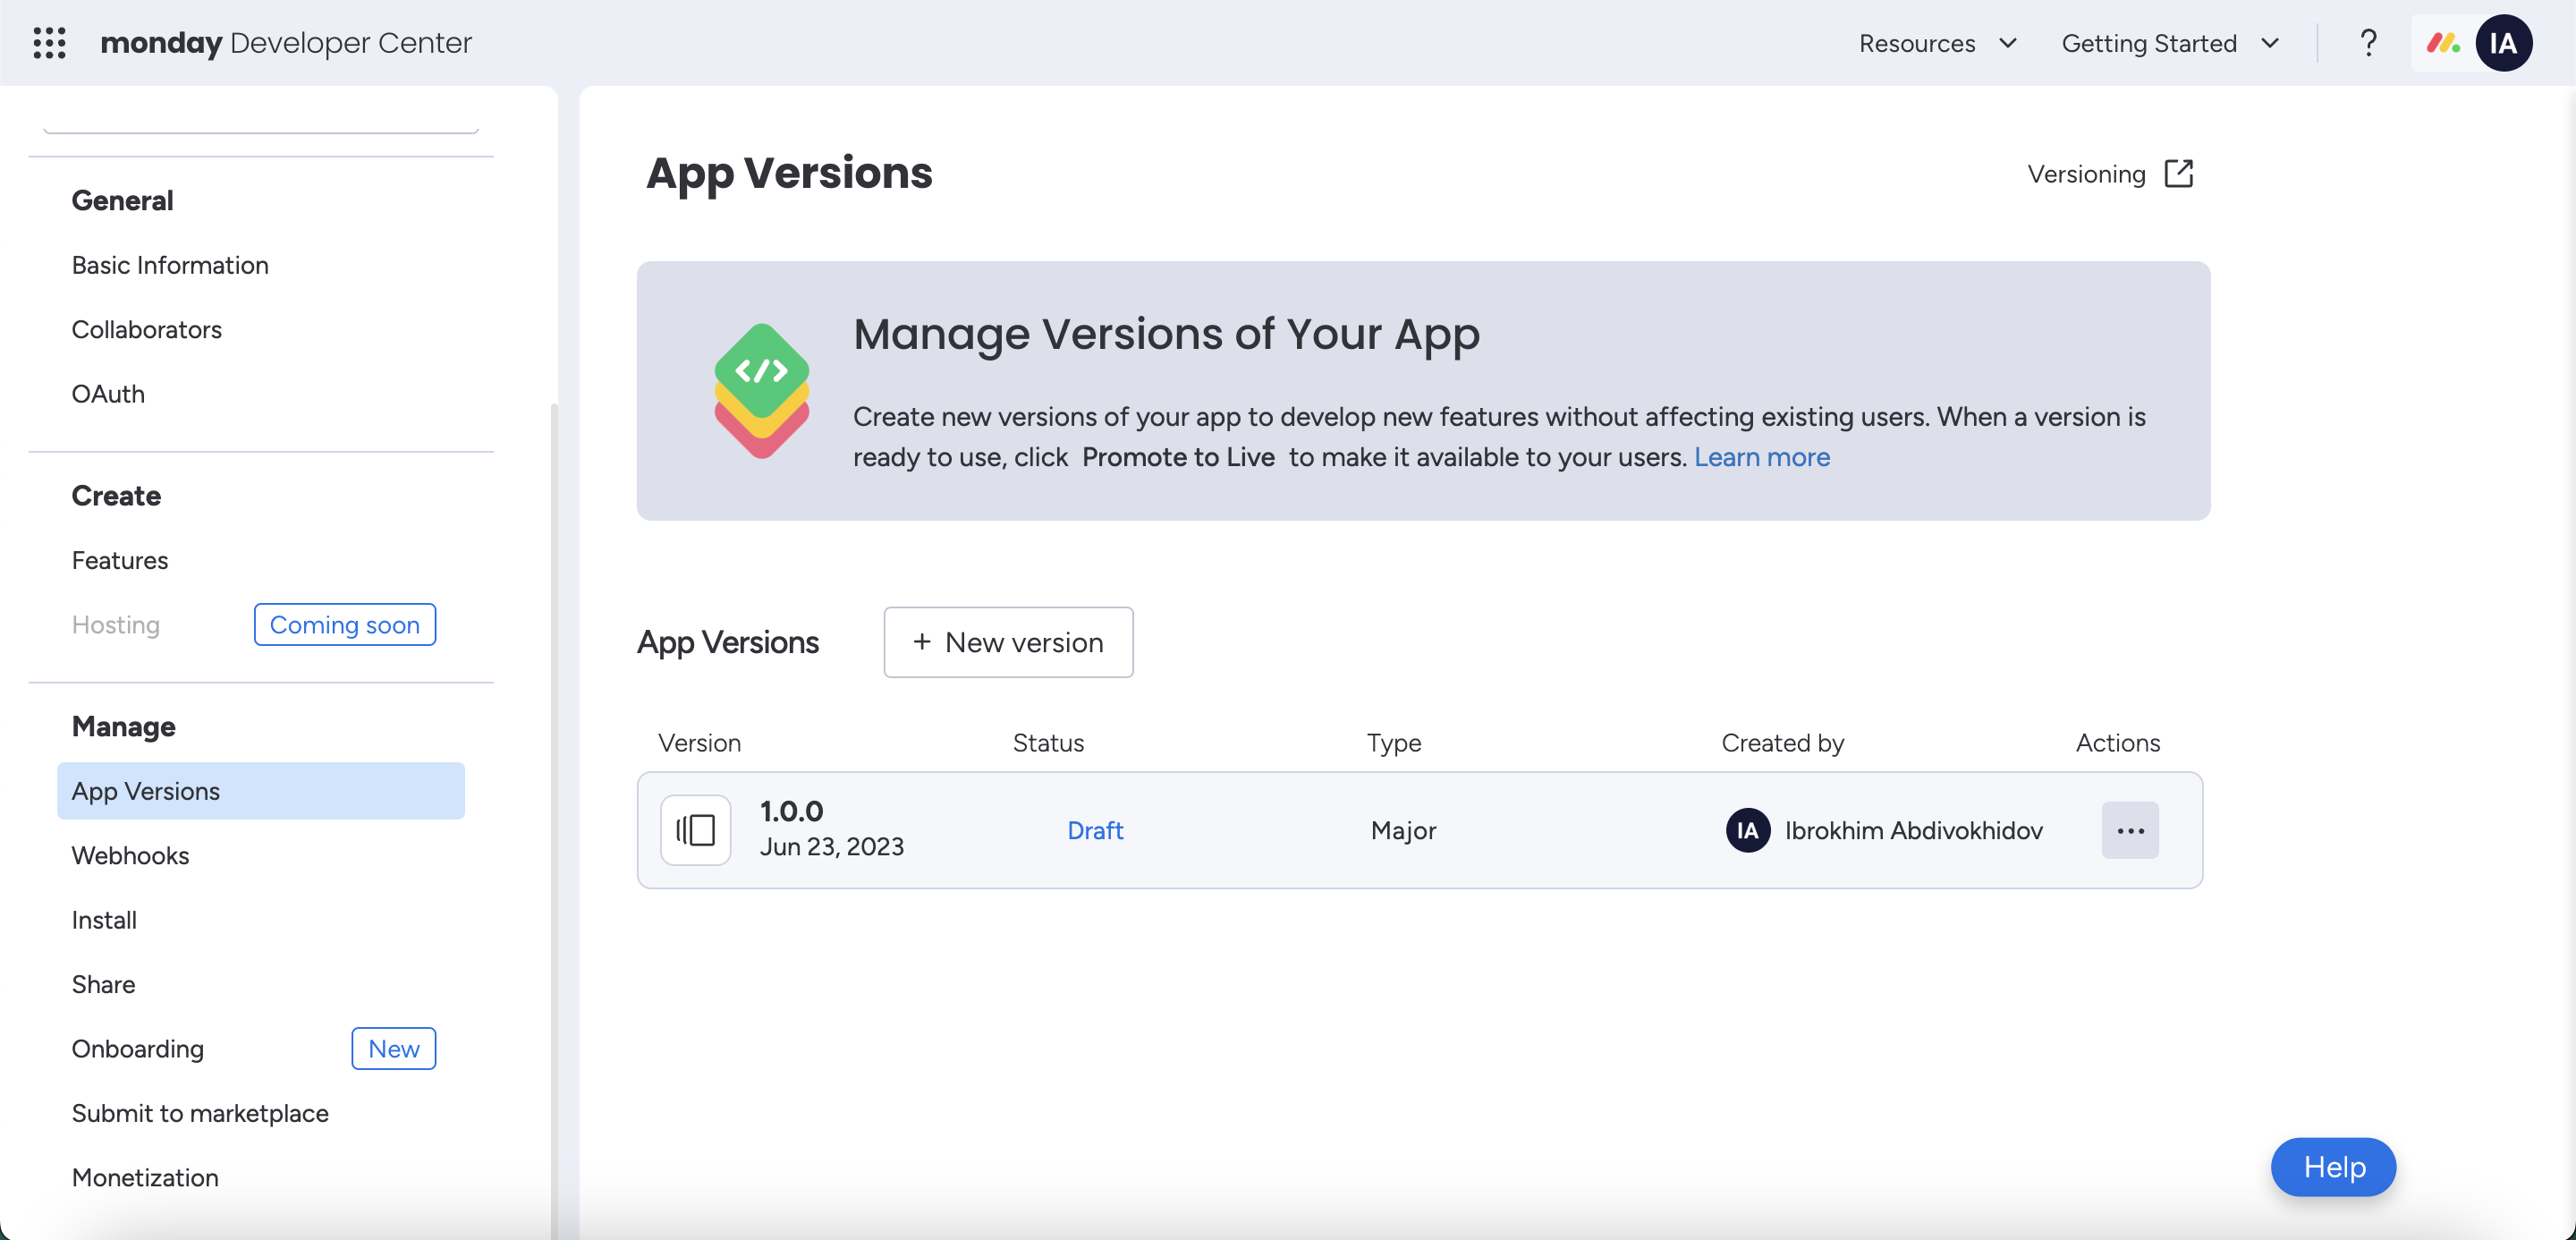 monday Developer Center
Resources
Getting Started
?
IA
General
Basic Information
Collaborators
OAuth
Create
Features
Hosting
Coming soon
Manage
App Versions
Webhooks
Install
Share
Onboarding
New
Submit to marketplace
Monetization
App Versions
Versioning
</>
Manage Versions of Your App
Create new versions of your app to develop new features without affecting existing users. When a version is
ready to use, click Promote to Live to make it available to your users. Learn more
App Versions
+ New version
Version Status Type Created by Actions
1.0.0
Jun 23, 2023
Draft
Major
IA
Ibrokhim Abdivokhidov
Help